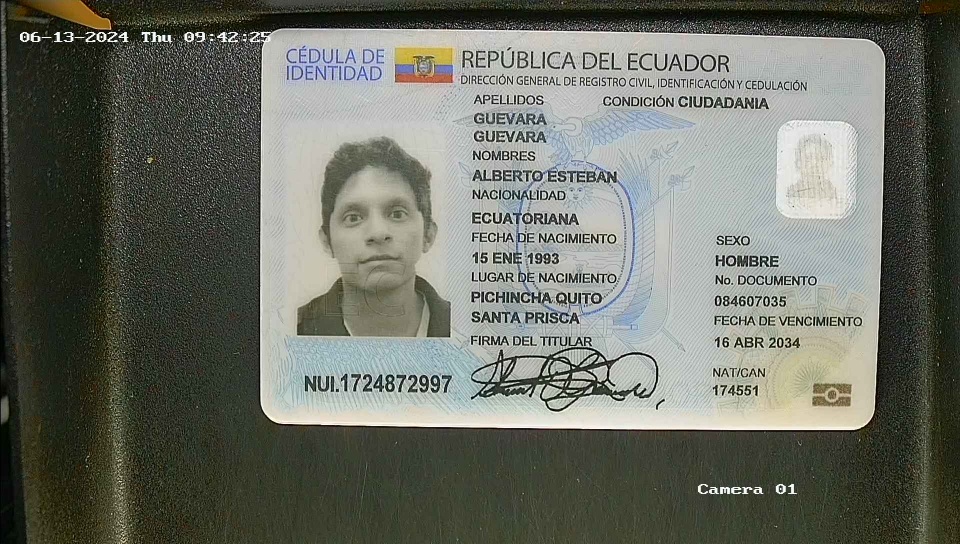 06-13-2024 Thu 09:42:25
CÉDULA DE
IDENTIDAD
REPÚBLICA DEL ECUADOR
DIRECCIÓN GENERAL DE REGISTRO CIVIL, IDENTIFICACIÓN Y CEDULACIÓN
APELLIDOS
CONDICIÓN CIUDADANIA
GUEVARA
GUEVARA
NOMBRES
ALBERTO ESTEBAN
NACIONALIDAD
ECUATORIANA
FECHA DE NACIMIENTO
15 ENE 1993
LUGAR DE NACIMIENTO
PICHINCHA QUITO
SANTA PRISCA
FIRMA DEL TITULAR
SEXO
HOMBRE
No. DOCUMENTO
084607035
FECHA DE VENCIMIENTO
16 ABR 2034
NAT/CAN
174551
NUI.1724872997
Camera 01